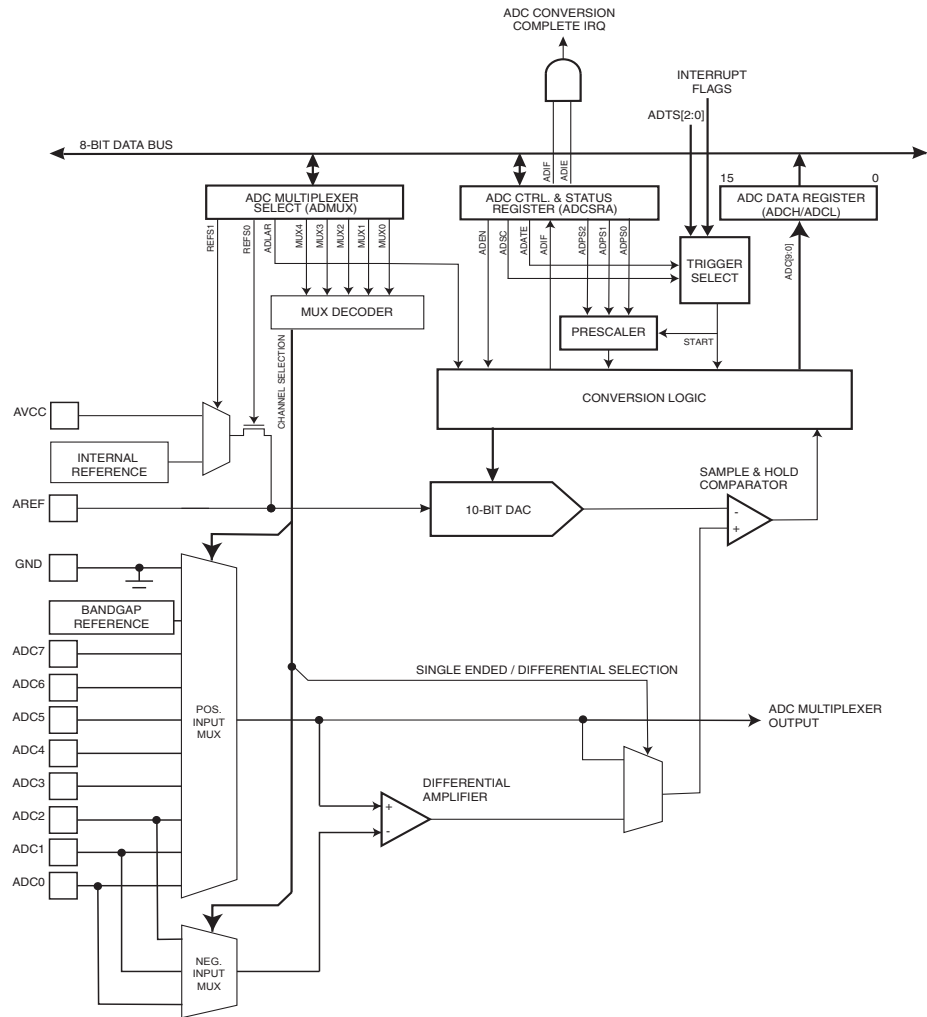 ADC CONVERSION
COMPLETE IRQ
INTERRUPT
FLAGS
ADTS[2:0]
8-BIT DATA BUS
ADIF
ADIE
15
0
ADC MULTIPLEXER
SELECT (ADMUX)
ADC CTRL. & STATUS
REGISTER (ADCSRA)
ADC DATA REGISTER
(ADCH/ADCL)
REFS1
REFS0
ADLAR
MUX4
MUX3
MUX2
MUX1
MUX0
ADEN
ADSC
ADATE
ADIF
ADPS2
ADPS1
ADPS0
ADC[9:0]
TRIGGER
SELECT
MUX DECODER
PRESCALER
START
CHANNEL SELECTION
CONVERSION LOGIC
AVCC
INTERNAL
REFERENCE
SAMPLE & HOLD
COMPARATOR
AREF
10-BIT DAC
-
+
GND
BANDGAP
REFERENCE
ADC7
SINGLE ENDED / DIFFERENTIAL SELECTION
ADC6
ADC5
POS.
INPUT
MUX
ADC MULTIPLEXER
OUTPUT
ADC4
ADC3
DIFFERENTIAL
AMPLIFIER
ADC2
+
-
ADC1
ADC0
NEG.
INPUT
MUX